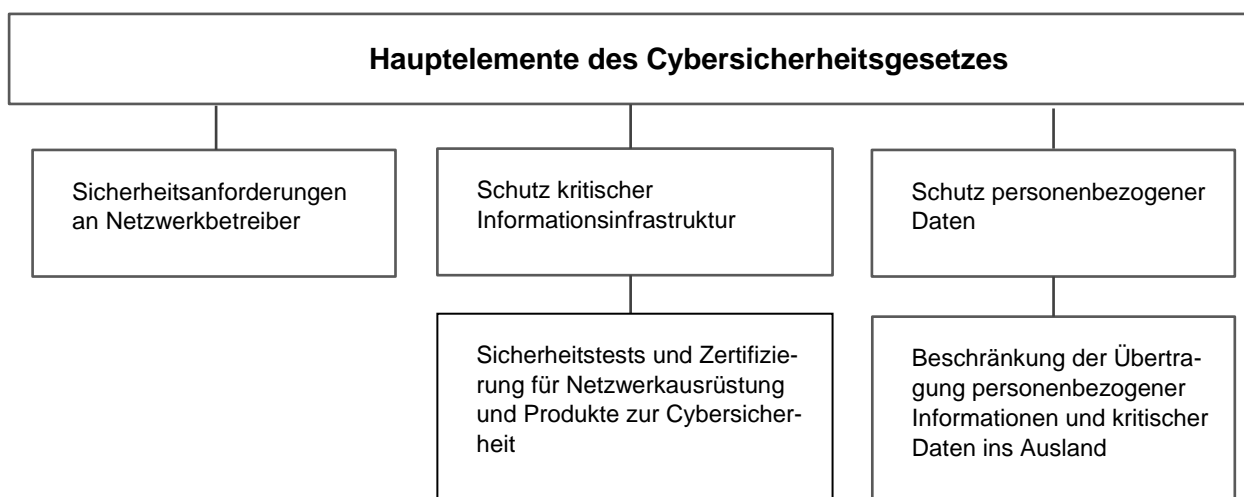 Hauptelemente des Cybersicherheitsgesetzes
Sicherheitsanforderungen
an Netzwerkbetreiber
Schutz kritischer
Informationsinfrastruktur
Schutz personenbezogener
Daten
Sicherheitstests und Zertifizie-
rung für Netzwerkausrüstung
und Produkte zur Cybersicher-
heit
Beschränkung der Übertra-
gung personenbezogener
Informationen und kritischer
Daten ins Ausland